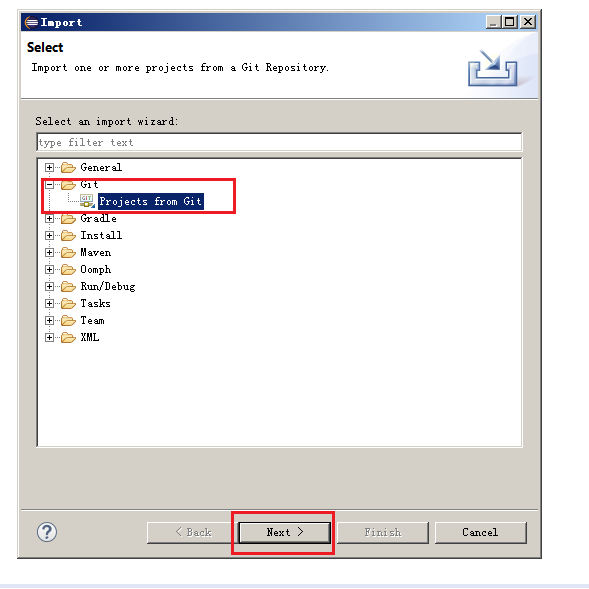 Import
Select
Import one or more projects from a Git Repository.
Select an import wizard:
type filter text
General
Git
GIT
Projects from Git
Gradle
Install
Maven
Oomph
Run/Debug
Tasks
Team
XML
?
< Back
Next >
Finish
Cancel